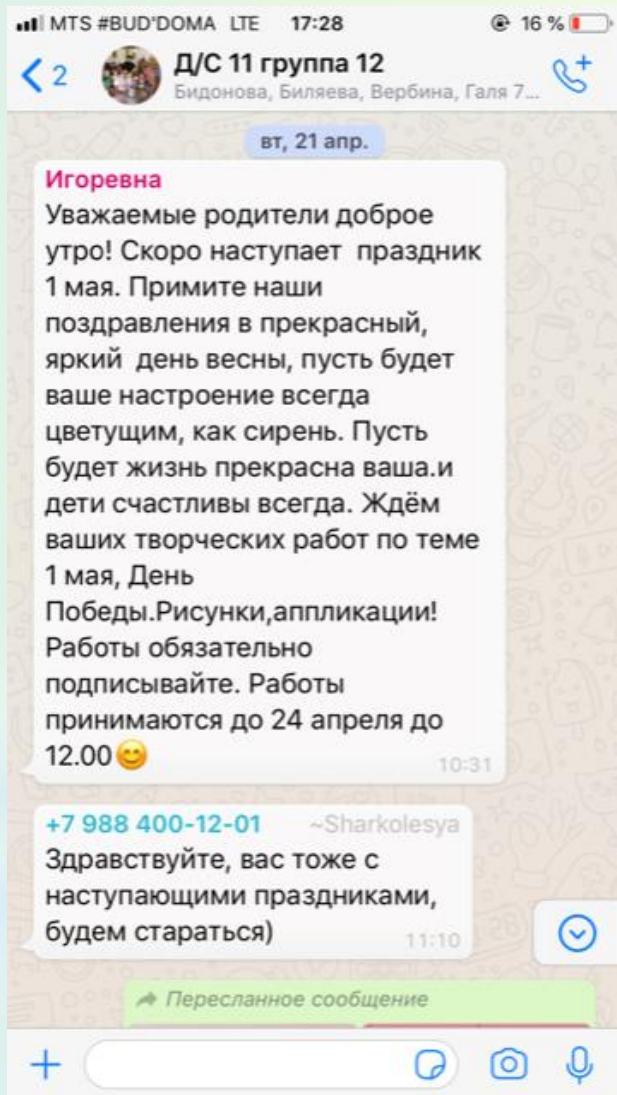 MTS #BUD'DOMA LTE 17:28 16 %
2 Д/С 11 группа 12
Бидонова, Биляева, Вербина, Галя 7...
вт, 21 апр.
Игоревна
Уважаемые родители доброе
утро! Скоро наступает праздник
1 мая. Примите наши
поздравления в прекрасный,
яркий день весны, пусть будет
ваше настроение всегда
цветущим, как сирень. Пусть
будет жизнь прекрасна ваша.и
дети счастливы всегда. Ждём
ваших творческих работ по теме
1 мая, День
Победы.Рисунки,аппликации!
Работы обязательно
подписывайте. Работы
принимаются до 24 апреля до
12.00😊 10:31
+7 988 400-12-01 ~Sharkolesya
Здравствуйте, вас тоже с
наступающими праздниками,
будем стараться) 11:10
Пересланное сообщение